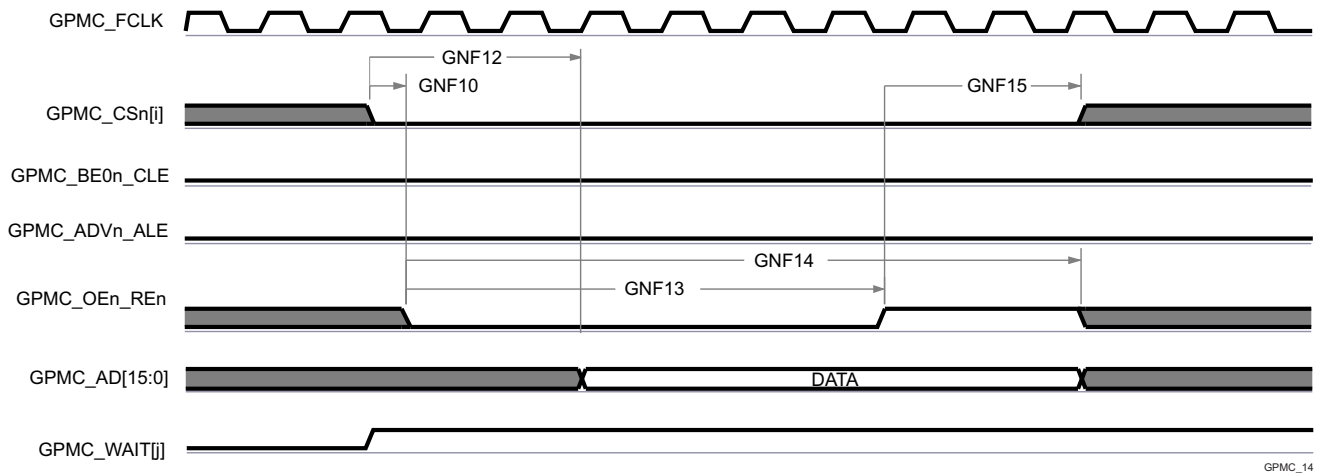 GPMC_FCLK
GNF12
GNF10
GNF15
GPMC_CSn[i]
GPMC_BE0n_CLE
GPMC_ADVn_ALE
GNF14
GNF13
GPMC_OEn_REn
GPMC_AD[15:0]
DATA
GPMC_WAIT[j]
GPMC_14